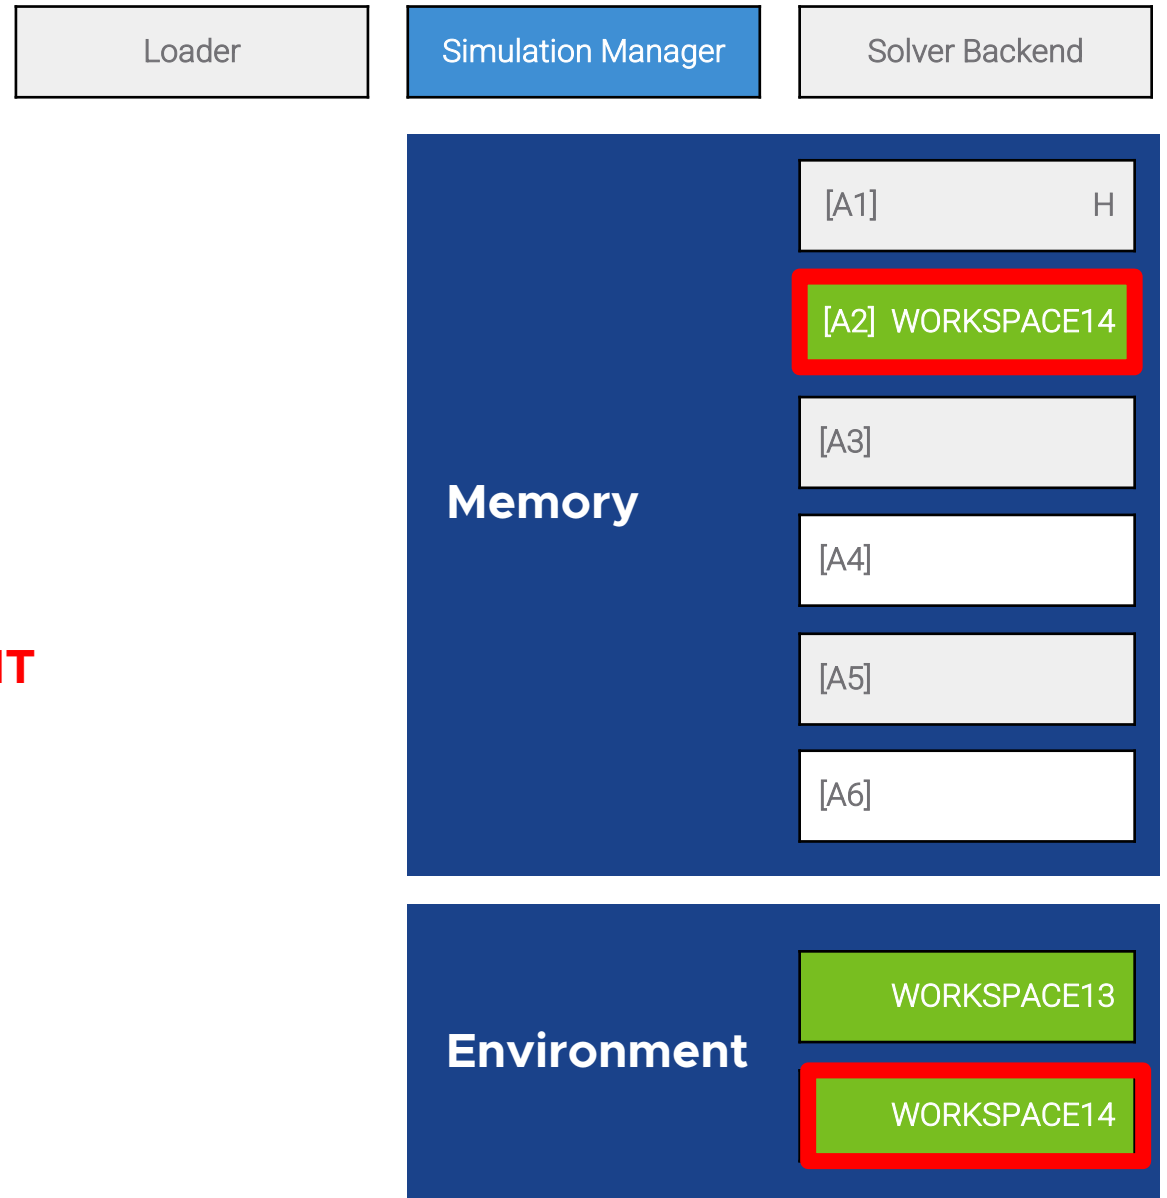 Loader
Simulation Manager
Solver Backend
[A1] H
[A2] WORKSPACE14
[A3]
Memory
[A4]
[A5]
[A6]
WORKSPACE13
Environment
WORKSPACE14